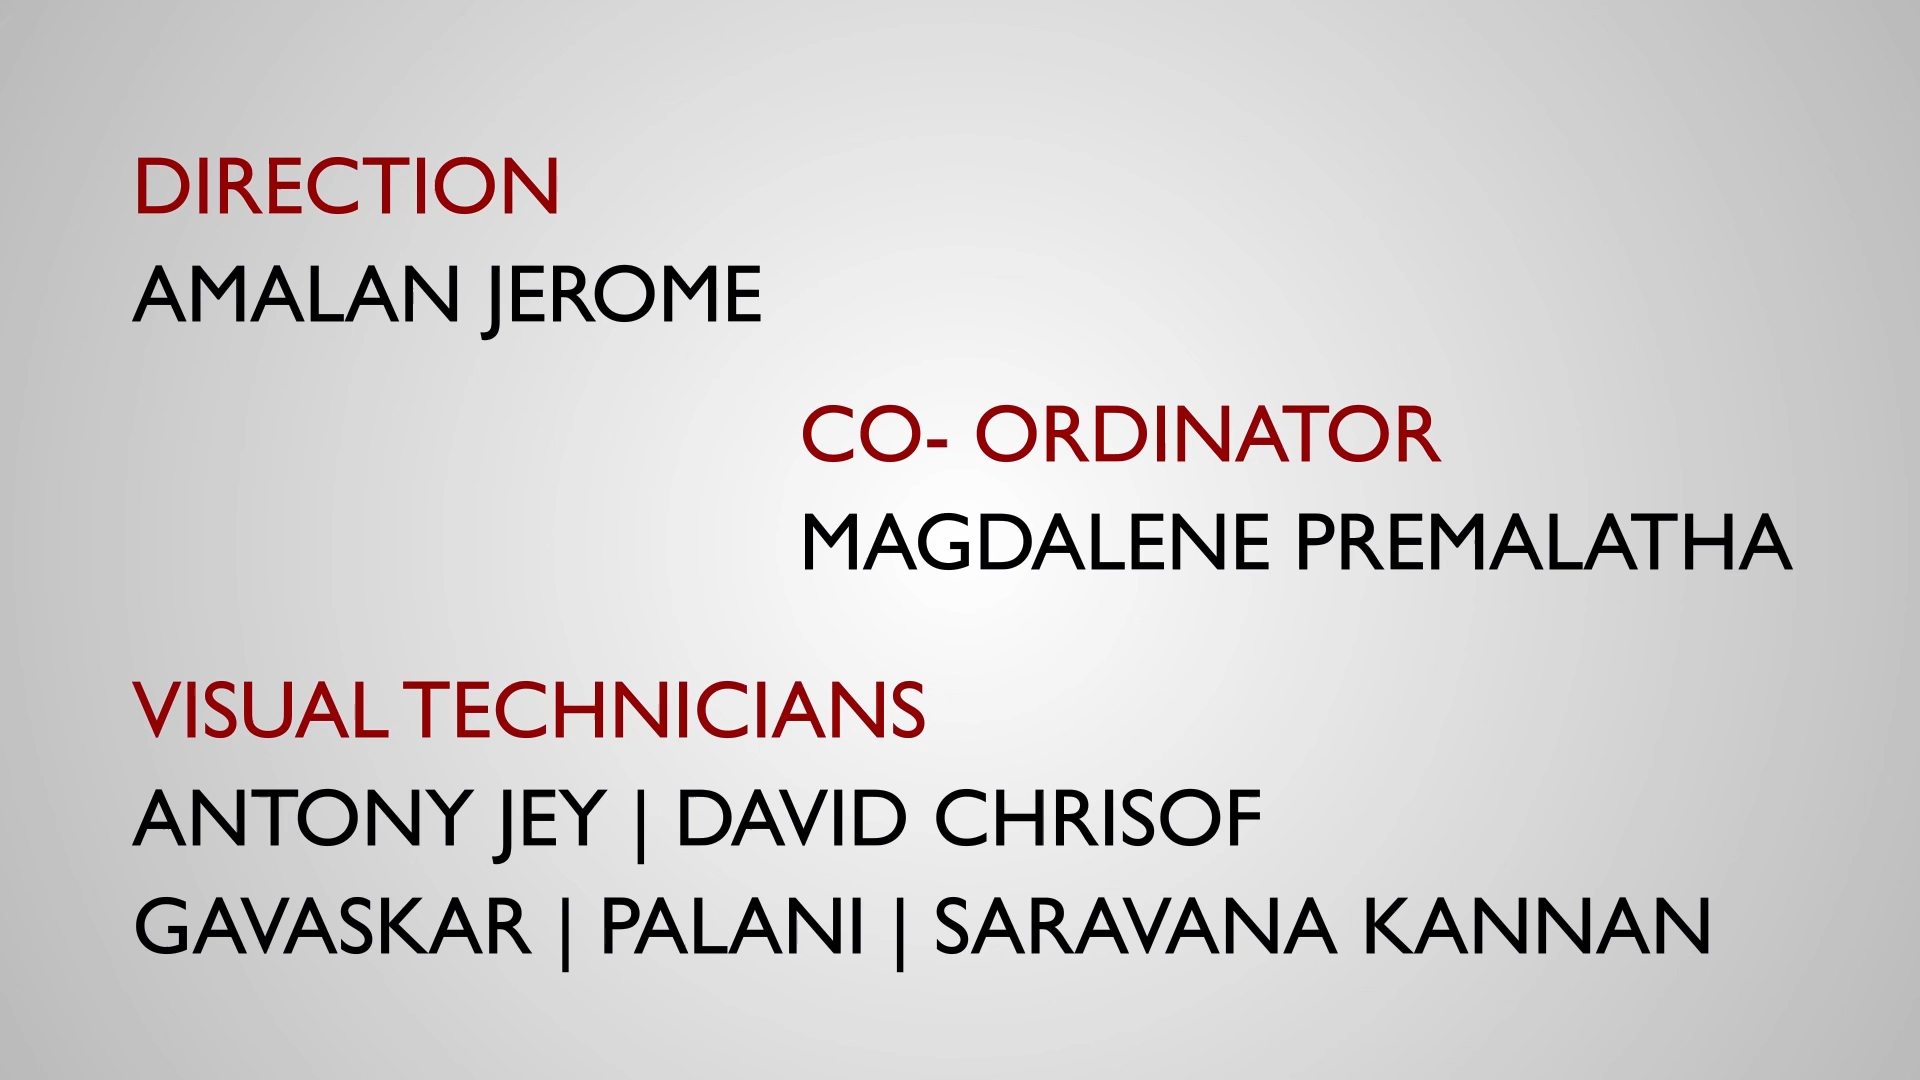 DIRECTION
AMALAN JEROME
CO- ORDINATOR
MAGDALENE PREMALATHA
VISUAL TECHNICIANS
ANTONY JEY | DAVID CHRISOF
GAVASKAR | PALANI | SARAVANA KANNAN